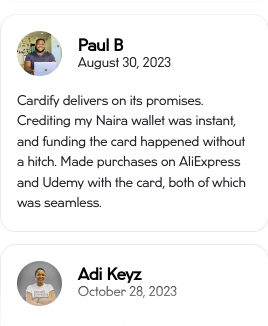 Paul B
August 30, 2023
Cardify delivers on its promises.
Crediting my Naira wallet was instant,
and funding the card happened without
a hitch. Made purchases on AliExpress
and Udemy with the card, both of which
was seamless.
Adi Keyz
October 28, 2023